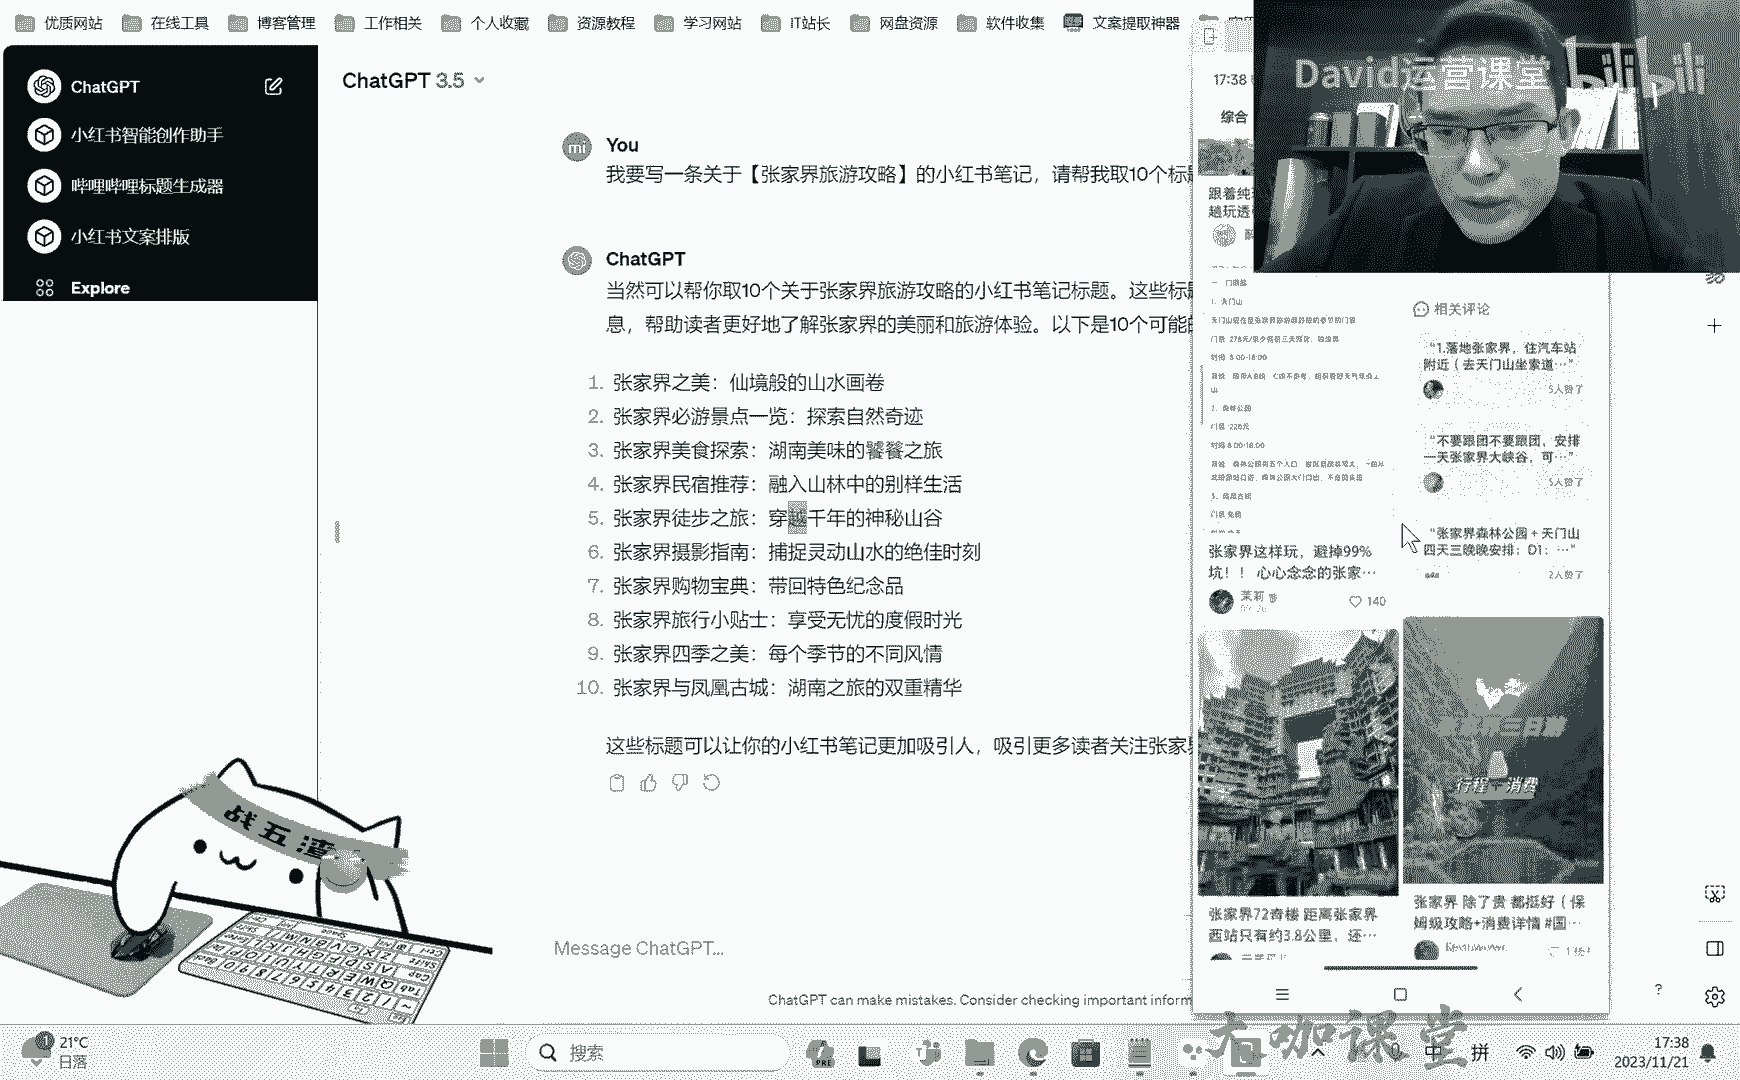 优质网站 在线工具 博客管理 工作相关 个人收藏 资源教程 学习网站 IT站长 网盘资源 软件收集 文案提取神器
David运营课堂 bilibili
ChatGPT
小红书智能创作助手
哔哩哔哩标题生成器
小红书文案排版
Explore
ChatGPT 3.5
You
我要写一条关于【张家界旅游攻略】的小红书笔记，请帮我取10个标题
ChatGPT
当然可以帮你取10个关于张家界旅游攻略的小红书笔记标题。这些标题
息，帮助读者更好地了解张家界的美丽和旅游体验。以下是10个可能的
1. 张家界之美：仙境般的山水画卷
2. 张家界必游景点一览：探索自然奇迹
3. 张家界美食探索：湖南美味的饕餮之旅
4. 张家界民宿推荐：融入山林中的别样生活
5. 张家界徒步之旅：穿越千年的神秘山谷
6. 张家界摄影指南：捕捉灵动山水的绝佳时刻
7. 张家界购物宝典：带回特色纪念品
8. 张家界旅行小贴士：享受无忧的度假时光
9. 张家界四季之美：每个季节的不同风情
10. 张家界与凤凰古城：湖南之旅的双重精华
这些标题可以让你的小红书笔记更加吸引人，吸引更多读者关注张家界
Message ChatGPT...
ChatGPT can make mistakes. Consider checking important inform
17:38
综合
跟着纯
趟玩透
1. 天门山
2. 森林公园
相关评论
“1.落地张家界，住汽车站
附近（去天门山坐索道…”
5人赞了
“不要跟团不要跟团，安排
一天张家界大峡谷，可…”
5人赞了
“张家界森林公园+天门山
四天三晚晚安排：D1：…”
2人赞了
张家界这样玩，避掉99%
坑！！ 心心念念的张家…
茉莉
140
行程+消费
张家界72奇楼 距离张家界
西站只有约3.8公里，还…
张家界 除了贵 都挺好（保
姆级攻略+消费详情 #国…
战五渣
大咖课堂
21°C
日落
搜索
PRE
中 拼
17:38
2023/11/21